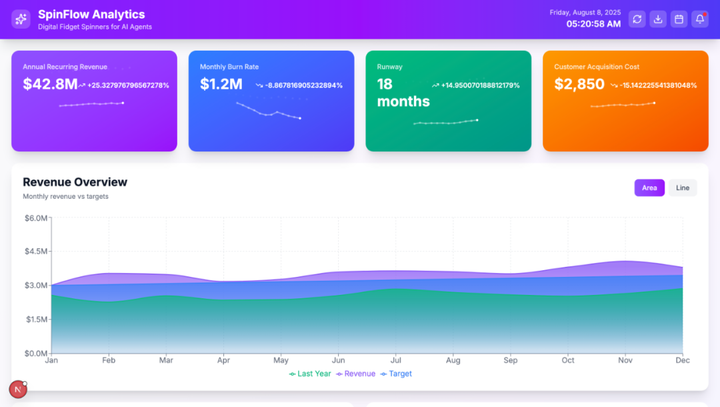 SpinFlow Analytics
Digital Fidget Spinners for AI Agents
Friday, August 8, 2025
05:20:58 AM
Annual Recurring Revenue
$42.8M +25.327976796567278%
Monthly Burn Rate
$1.2M -8.867816905232894%
Runway
18 months +14.950070188812179%
Customer Acquisition Cost
$2,850 -15.142225541381048%
Revenue Overview
Monthly revenue vs targets
Area Line
$6.0M
$4.5M
$3.0M
$1.5M
$0.0M
Jan Feb Mar Apr May Jun Jul Aug Sep Oct Nov Dec
Last Year Revenue Target
N